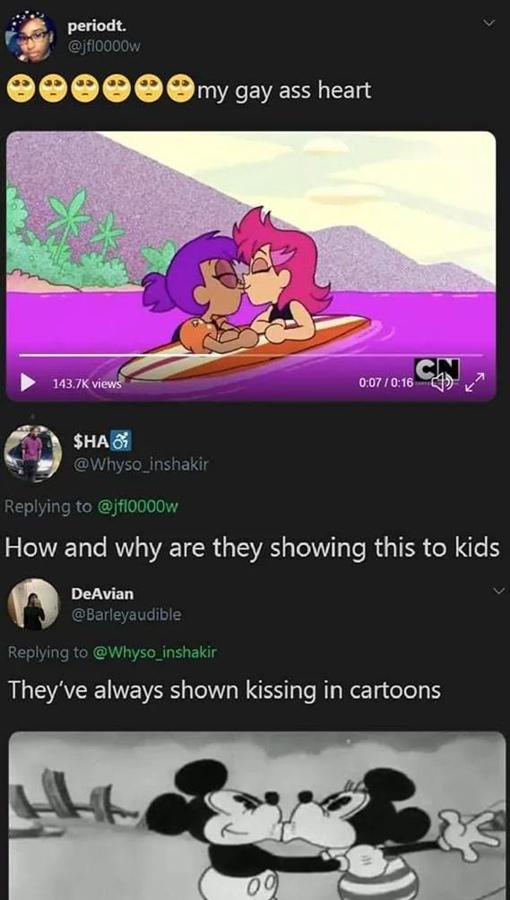 periodt.
@jfl0000w
🥺🥺🥺🥺🥺🥺my gay ass heart
143.7K views
0:07 / 0:16
CN
$HA👨‍🦽
@Whyso_inshakir
Replying to @jfl0000w
How and why are they showing this to kids
DeAvian
@Barleyaudible
Replying to @Whyso_inshakir
They've always shown kissing in cartoons